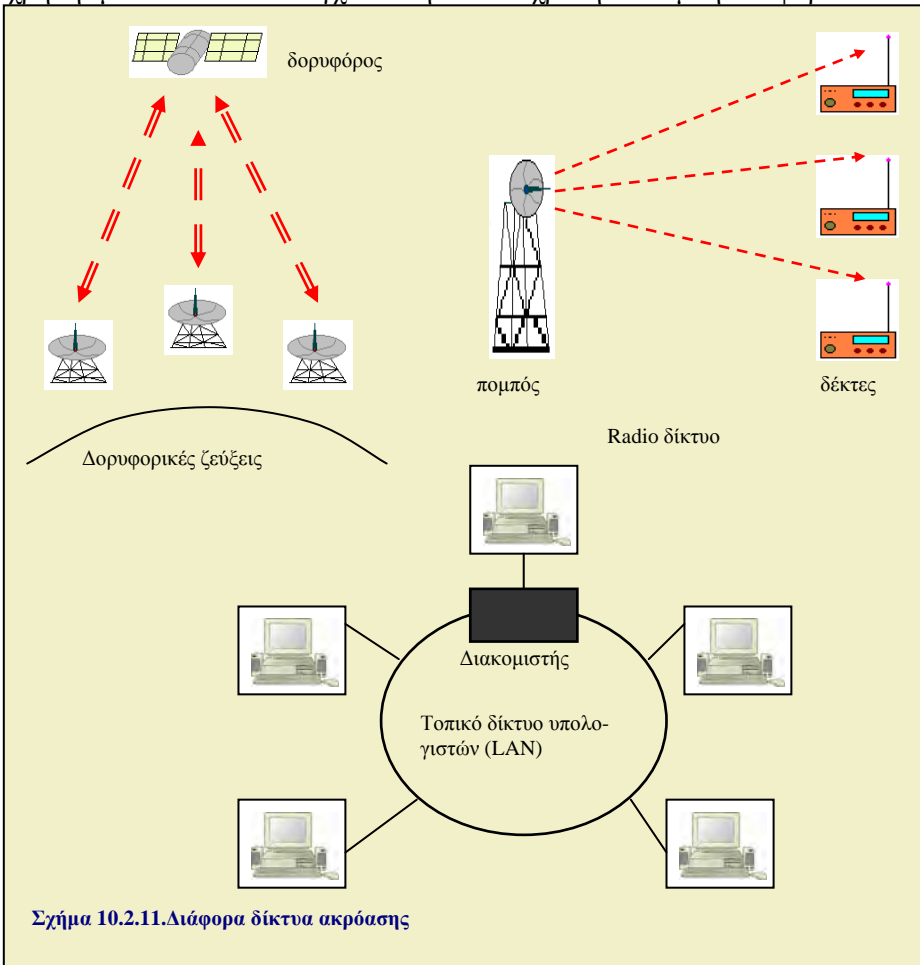 δορυφόρος
πομπός
δέκτες
Radio δίκτυο
Δορυφορικές ζεύξεις
Διακομιστής
Τοπικό δίκτυο υπολο-
γιστών (LAN)
Σχήμα 10.2.11.Διάφορα δίκτυα ακρόασης